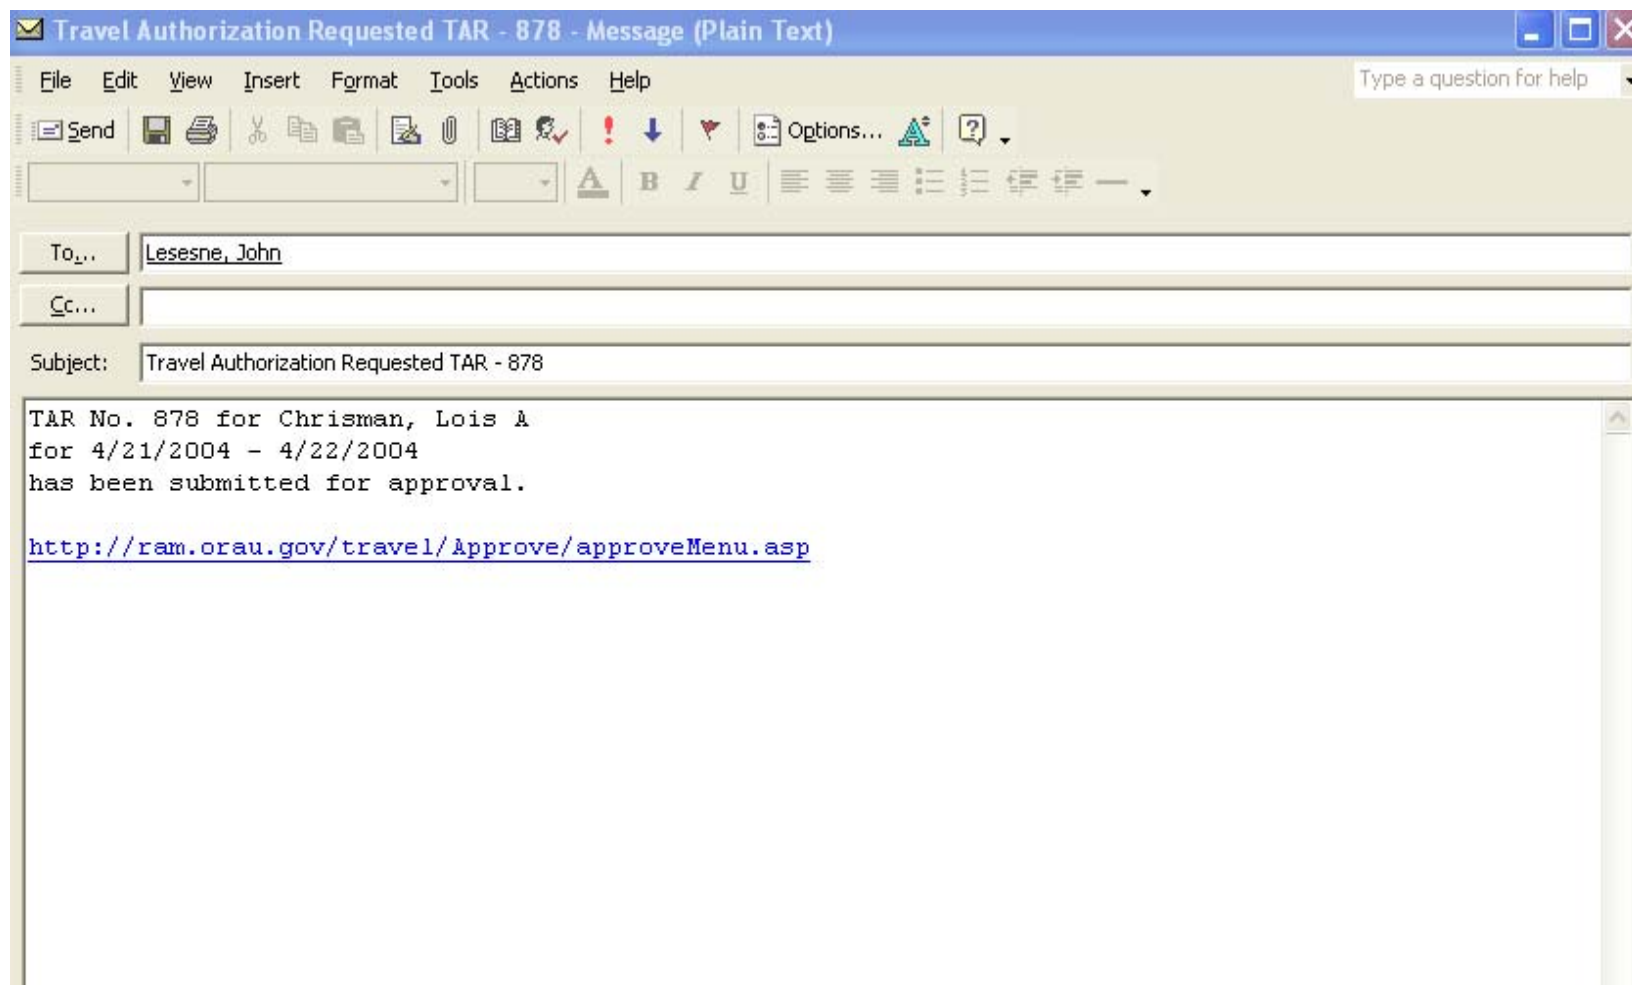 Travel Authorization Requested TAR - 878 - Message (Plain Text)
File Edit View Insert Format Tools Actions Help Type a question for help
Send Options...
A B I U
To... Lesesne, John
Cc...
Subject: Travel Authorization Requested TAR - 878
TAR No. 878 for Chrisman, Lois A
for 4/21/2004 - 4/22/2004
has been submitted for approval.
http://ram.orau.gov/travel/Approve/approveMenu.asp